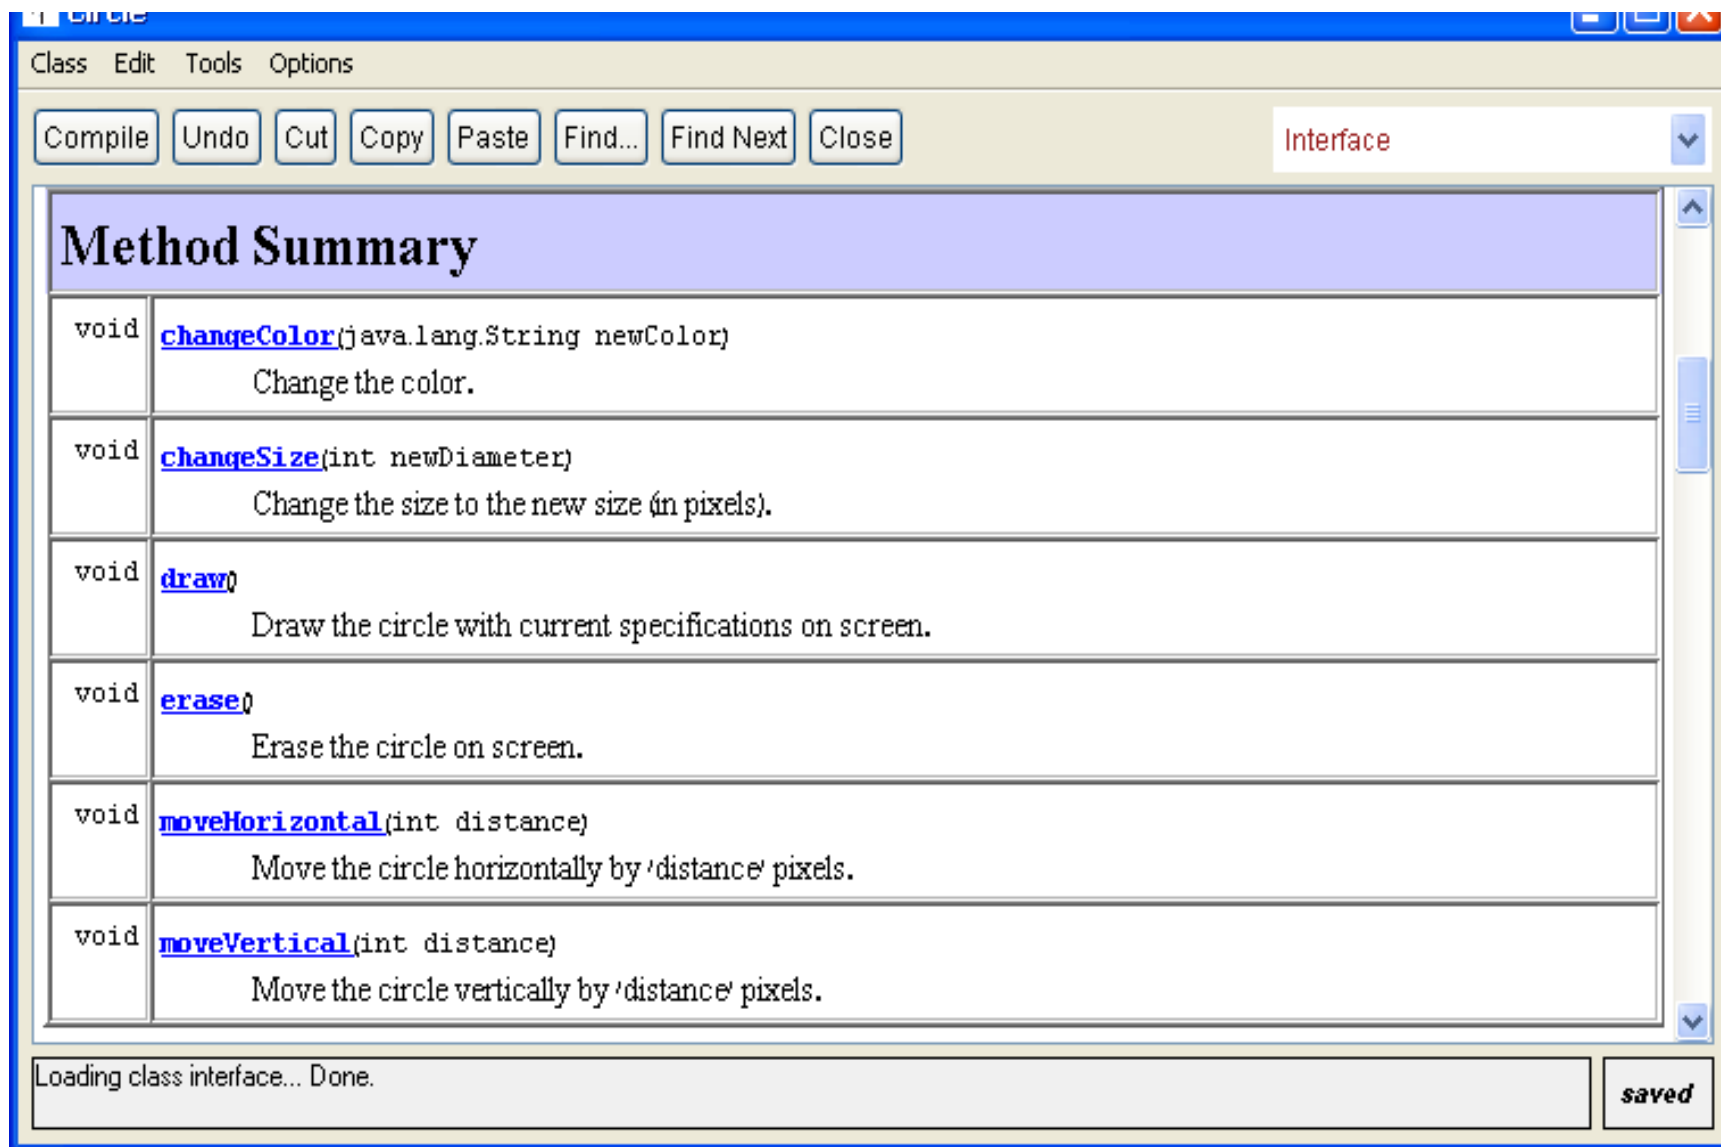 Circle
Class Edit Tools Options
Compile Undo Cut Copy Paste Find... Find Next Close Interface
Method Summary
void changeColor(java.lang.String newColor)
Change the color.
void changeSize(int newDiameter)
Change the size to the new size (in pixels).
void draw()
Draw the circle with current specifications on screen.
void erase()
Erase the circle on screen.
void moveHorizontal(int distance)
Move the circle horizontally by 'distance' pixels.
void moveVertical(int distance)
Move the circle vertically by 'distance' pixels.
Loading class interface... Done.
saved